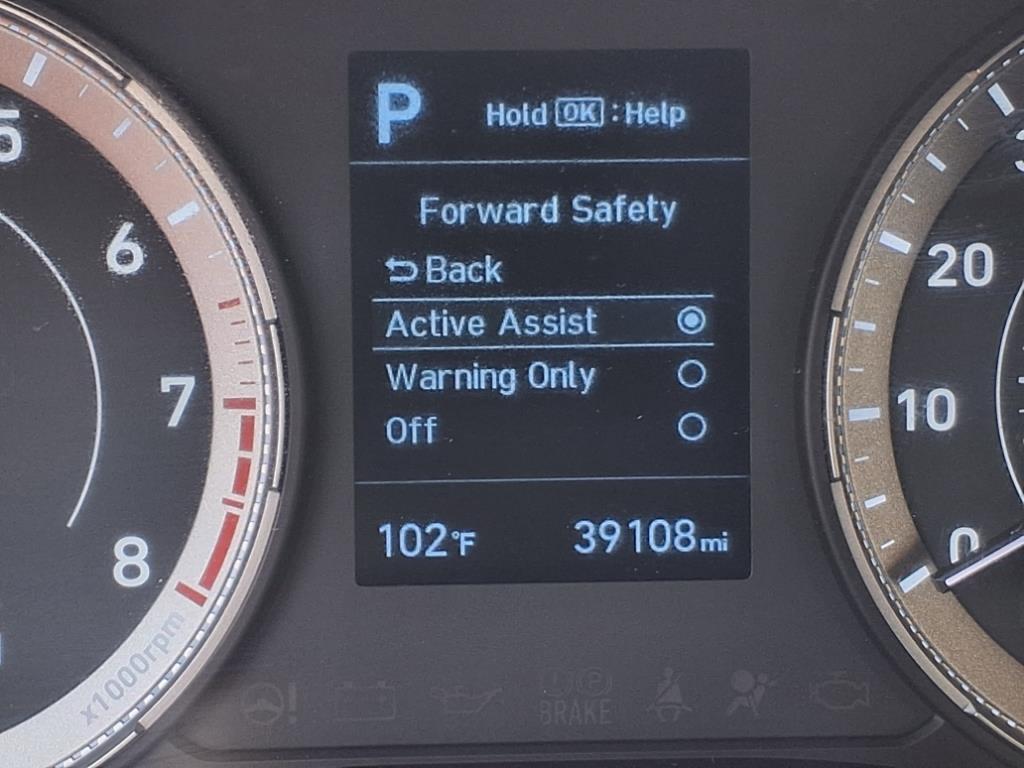 P
Hold OK : Help
Forward Safety
Back
Active Assist
Warning Only
Off
102°F
39108 mi
5
6
7
8
x1000rpm
20
10
0
BRAKE